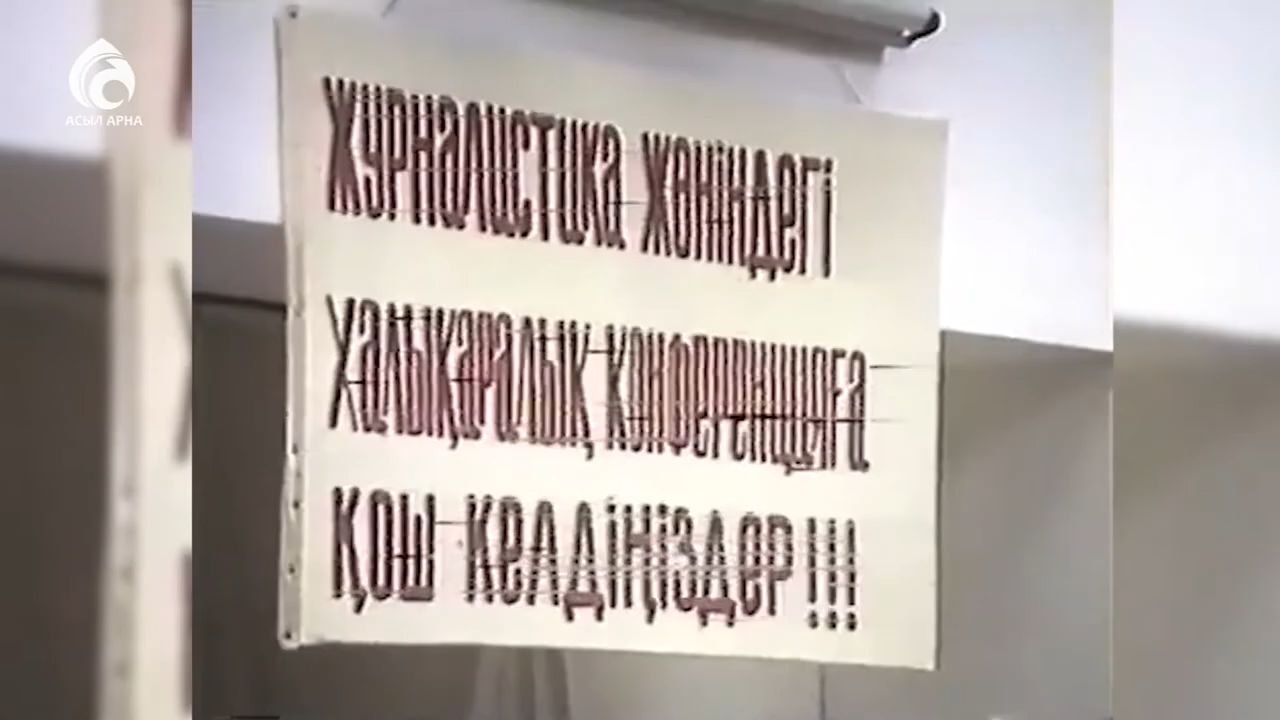 АСЫЛ АРНА
Журналистика жөніндегі
Халықаралық конференцияға
қош келдіңіздер!!!